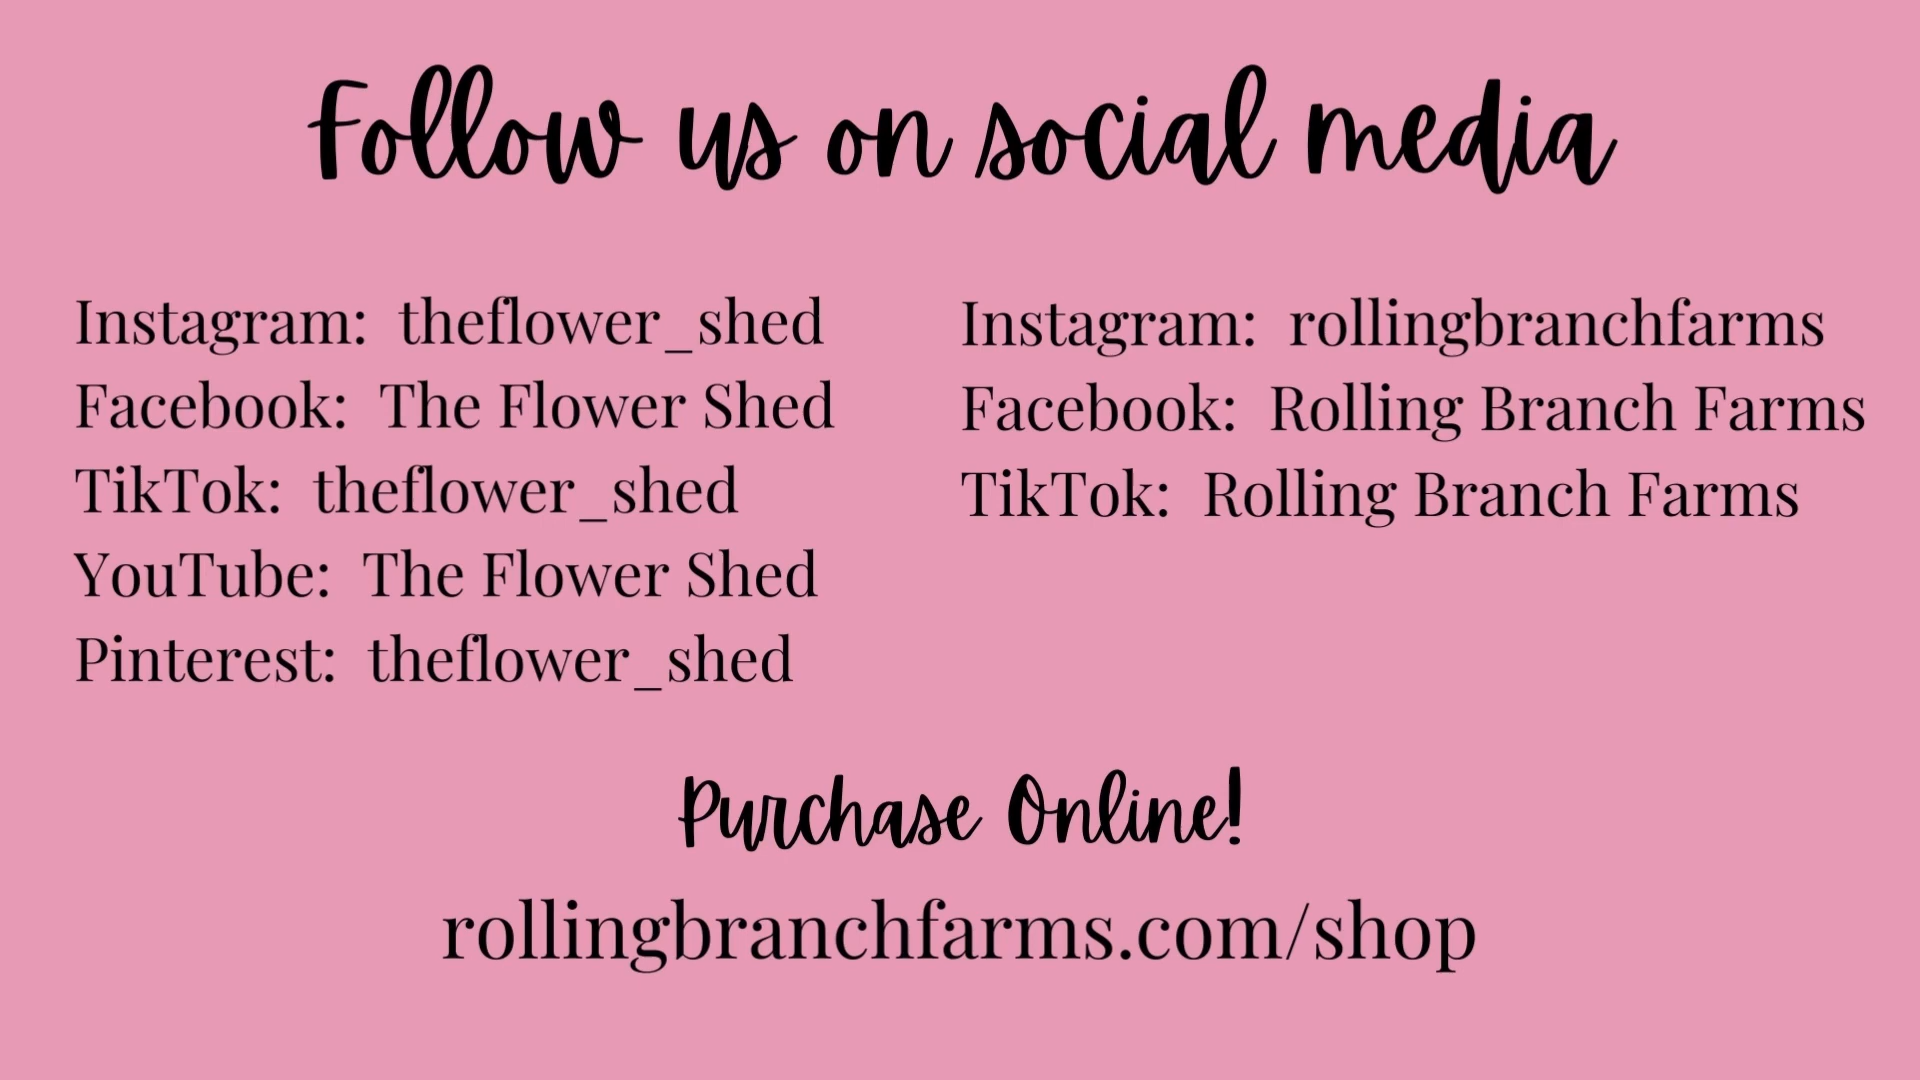 Follow us on social media
Instagram: theflower_shed
Facebook: The Flower Shed
TikTok: theflower_shed
YouTube: The Flower Shed
Pinterest: theflower_shed
Instagram: rollingbranchfarms
Facebook: Rolling Branch Farms
TikTok: Rolling Branch Farms
Purchase Online!
rollingbranchfarms.com/shop